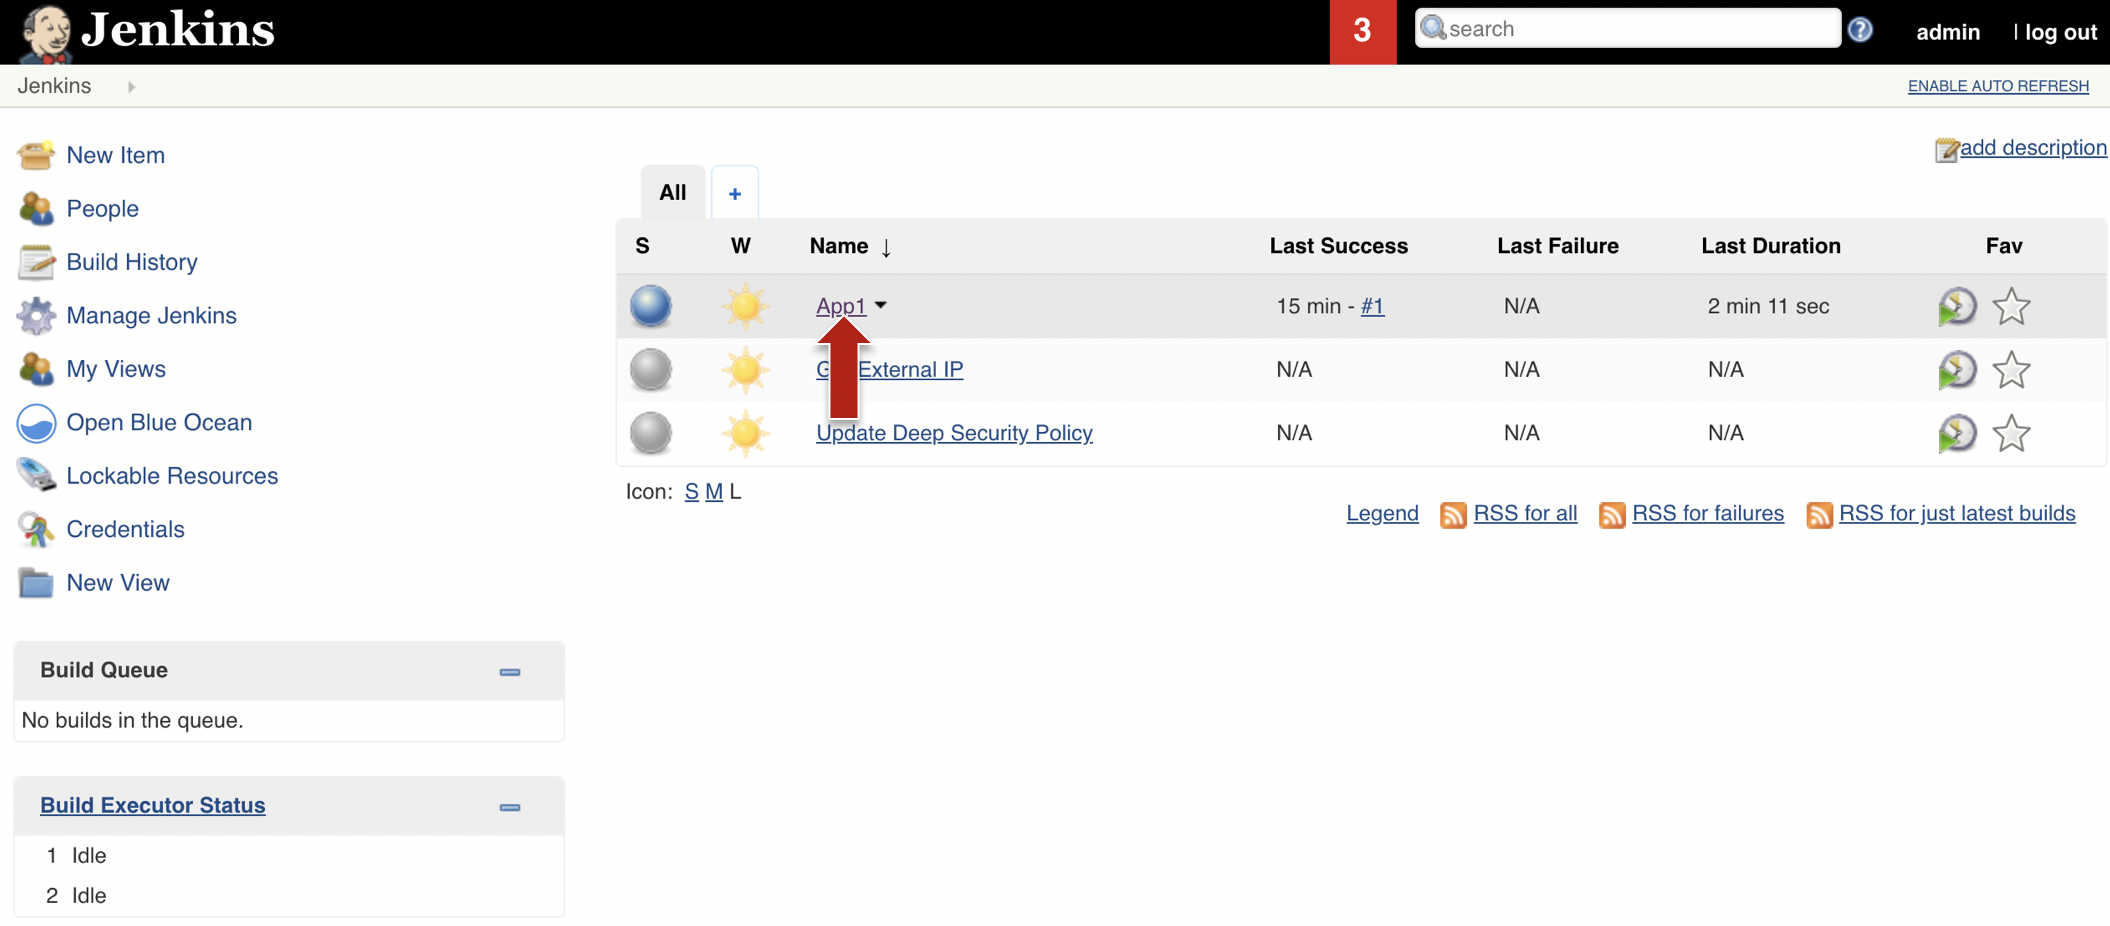 Jenkins
3
search
admin
| log out
Jenkins
ENABLE AUTO REFRESH
New Item
People
Build History
Manage Jenkins
My Views
Open Blue Ocean
Lockable Resources
Credentials
New View
Build Queue
No builds in the queue.
Build Executor Status
1 Idle
2 Idle
add description
All +
S W Name ↓ Last Success Last Failure Last Duration Fav
App1 15 min - #1 N/A 2 min 11 sec
External IP N/A N/A N/A
Update Deep Security Policy N/A N/A N/A
Icon: S M L
Legend RSS for all RSS for failures RSS for just latest builds